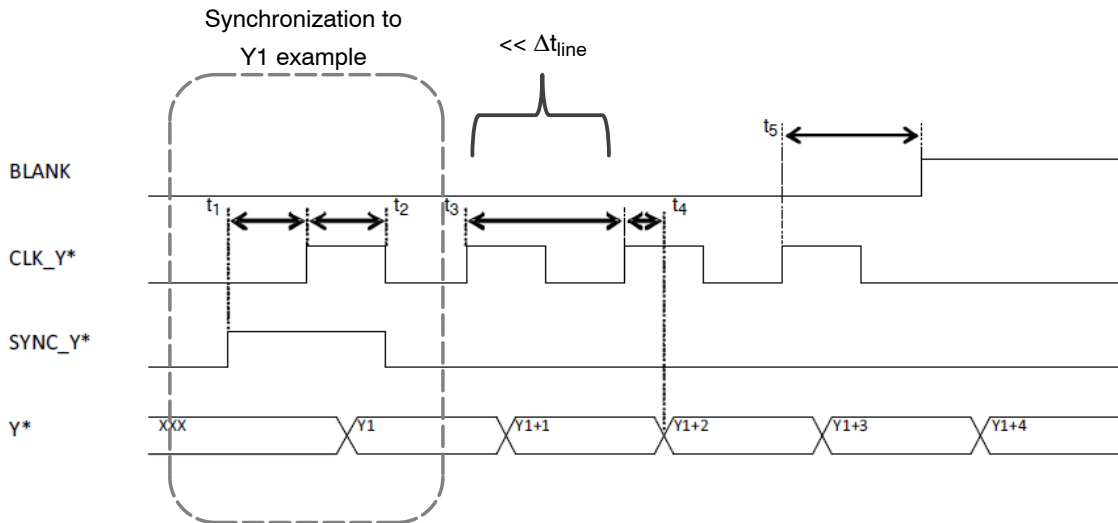 Synchronization to
Y1 example
<< Δtline
t5
BLANK
t1
t2
t3
t4
CLK_Y*
SYNC_Y*
Y*
XXX
Y1
Y1+1
Y1+2
Y1+3
Y1+4